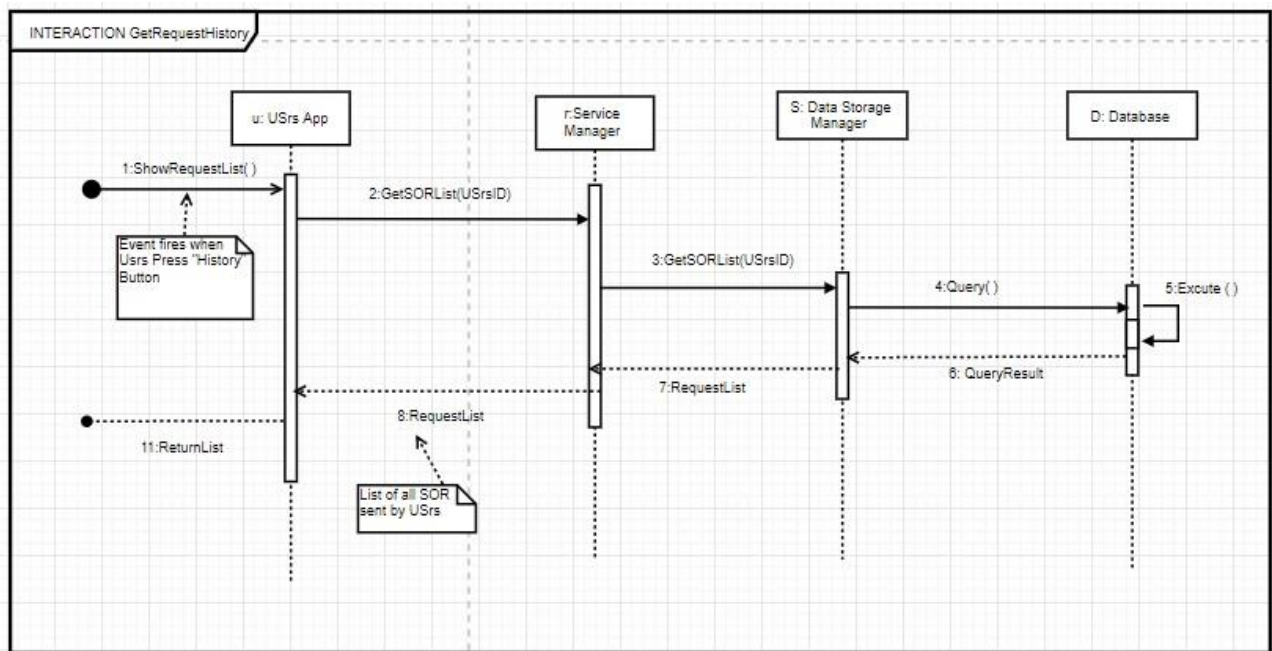 INTERACTION GetRequestHistory
u: USrs App
r:Service
Manager
S: Data Storage
Manager
D: Database
1:ShowRequestList( )
2:GetSORList(USrsID)
Event fires when
Usrs Press "History"
Button
3:GetSORList(USrsID)
4:Query( )
5:Excute ( )
6: QueryResult
7:RequestList
8:RequestList
11:ReturnList
List of all SOR
sent by USrs